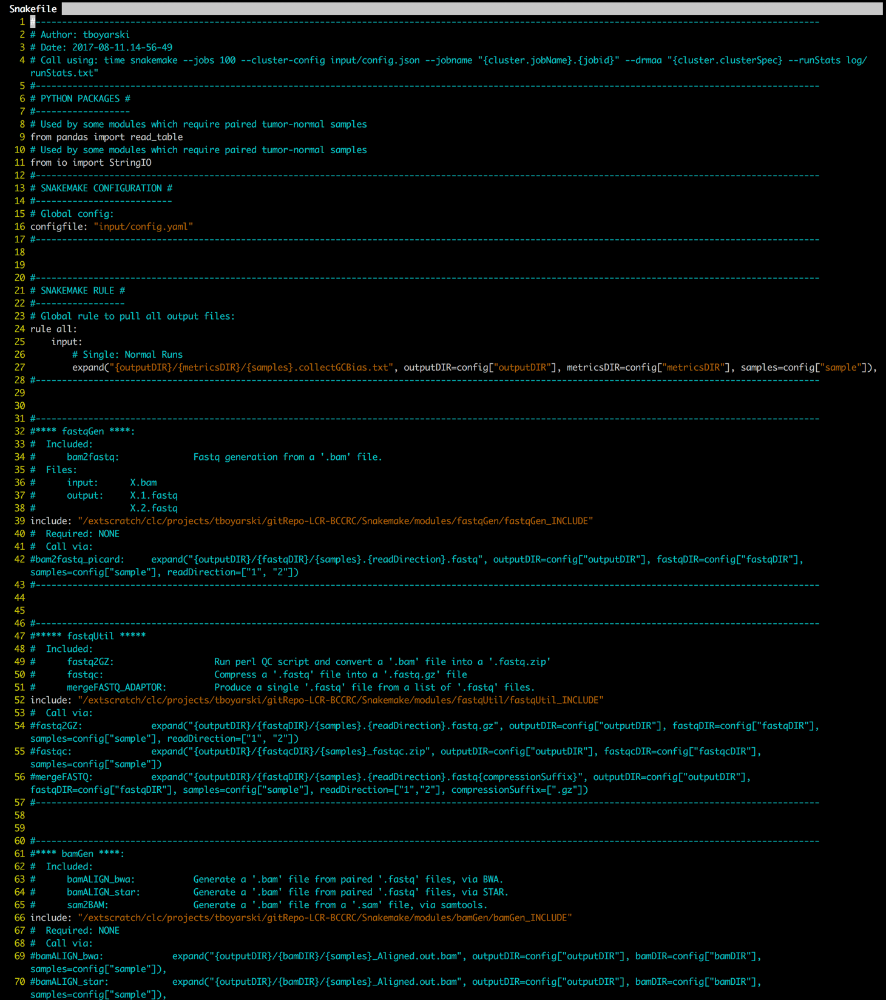 Snakefile
1 #-----------------------------------------------------------------------------------------------------------------------------------------------------
2 # Author: tboyarski
3 # Date: 2017-08-11.14-56-49
4 # Call using: time snakemake --jobs 100 --cluster-config input/config.json --jobname "{cluster.jobName}.{jobid}" --drmaa "{cluster.clusterSpec} --runStats log/
runStats.txt"
5 #-----------------------------------------------------------------------------------------------------------------------------------------------------
6 # PYTHON PACKAGES #
7 #------------------
8 # Used by some modules which require paired tumor-normal samples
9 from pandas import read_table
10 # Used by some modules which require paired tumor-normal samples
11 from io import StringIO
12 #-----------------------------------------------------------------------------------------------------------------------------------------------------
13 # SNAKEMAKE CONFIGURATION #
14 #--------------------------
15 # Global config:
16 configfile: "input/config.yaml"
17 #-----------------------------------------------------------------------------------------------------------------------------------------------------
18
19
20 #-----------------------------------------------------------------------------------------------------------------------------------------------------
21 # SNAKEMAKE RULE #
22 #-----------------
23 # Global rule to pull all output files:
24 rule all:
25     input:
26         # Single: Normal Runs
27         expand("{outputDIR}/{metricsDIR}/{samples}.collectGCBias.txt", outputDIR=config["outputDIR"], metricsDIR=config["metricsDIR"], samples=config["sample"]),
28 #-----------------------------------------------------------------------------------------------------------------------------------------------------
29
30
31 #-----------------------------------------------------------------------------------------------------------------------------------------------------
32 #**** fastqGen ****:
33 #  Included:
34 #      bam2fastq:              Fastq generation from a '.bam' file.
35 #  Files:
36 #      input:      X.bam
37 #      output:     X.1.fastq
38 #                  X.2.fastq
39 include: "/extscratch/clc/projects/tboyarski/gitRepo-LCR-BCCRC/Snakemake/modules/fastqGen/fastqGen_INCLUDE"
40 #  Required: NONE
41 #  Call via:
42 #bam2fastq_picard:     expand("{outputDIR}/{fastqDIR}/{samples}.{readDirection}.fastq", outputDIR=config["outputDIR"], fastqDIR=config["fastqDIR"],
samples=config["sample"], readDirection=["1", "2"])
43 #-----------------------------------------------------------------------------------------------------------------------------------------------------
44
45
46 #-----------------------------------------------------------------------------------------------------------------------------------------------------
47 #***** fastqUtil *****
48 #  Included:
49 #      fastq2GZ:                   Run perl QC script and convert a '.bam' file into a '.fastq.zip'
50 #      fastqc:                     Compress a '.fastq' file into a '.fastq.gz' file
51 #      mergeFASTQ_ADAPTOR:         Produce a single '.fastq' file from a list of '.fastq' files.
52 include: "/extscratch/clc/projects/tboyarski/gitRepo-LCR-BCCRC/Snakemake/modules/fastqUtil/fastqUtil_INCLUDE"
53 #  Call via:
54 #fastq2GZ:             expand("{outputDIR}/{fastqDIR}/{samples}.{readDirection}.fastq.gz", outputDIR=config["outputDIR"], fastqDIR=config["fastqDIR"],
samples=config["sample"], readDirection=["1", "2"])
55 #fastqc:               expand("{outputDIR}/{fastqcDIR}/{samples}_fastqc.zip", outputDIR=config["outputDIR"], fastqcDIR=config["fastqcDIR"],
samples=config["sample"])
56 #mergeFASTQ:           expand("{outputDIR}/{fastqDIR}/{samples}.{readDirection}.fastq{compressionSuffix}", outputDIR=config["outputDIR"],
fastqDIR=config["fastqDIR"], samples=config["sample"], readDirection=["1","2"], compressionSuffix=[".gz"])
57 #-----------------------------------------------------------------------------------------------------------------------------------------------------
58
59
60 #-----------------------------------------------------------------------------------------------------------------------------------------------------
61 #**** bamGen ****:
62 #  Included:
63 #      bamALIGN_bwa:           Generate a '.bam' file from paired '.fastq' files, via BWA.
64 #      bamALIGN_star:          Generate a '.bam' file from paired '.fastq' files, via STAR.
65 #      sam2BAM:                Generate a '.bam' file from a '.sam' file, via samtools.
66 include: "/extscratch/clc/projects/tboyarski/gitRepo-LCR-BCCRC/Snakemake/modules/bamGen/bamGen_INCLUDE"
67 #  Required: NONE
68 #  Call via:
69 #bamALIGN_bwa:             expand("{outputDIR}/{bamDIR}/{samples}_Aligned.out.bam", outputDIR=config["outputDIR"], bamDIR=config["bamDIR"],
samples=config["sample"]),
70 #bamALIGN_star:            expand("{outputDIR}/{bamDIR}/{samples}_Aligned.out.bam", outputDIR=config["outputDIR"], bamDIR=config["bamDIR"],
samples=config["sample"]),